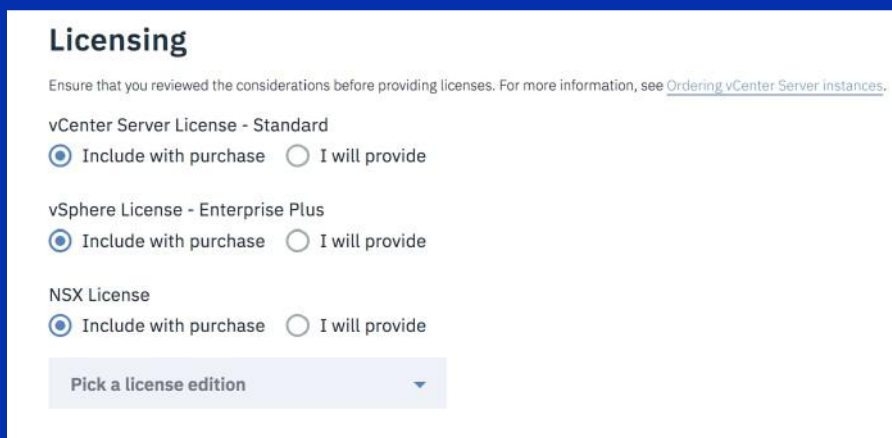 Licensing
Ensure that you reviewed the considerations before providing licenses. For more information, see Ordering vCenter Server instances.
vCenter Server License - Standard
Include with purchase I will provide
vSphere License - Enterprise Plus
Include with purchase I will provide
NSX License
Include with purchase I will provide
Pick a license edition